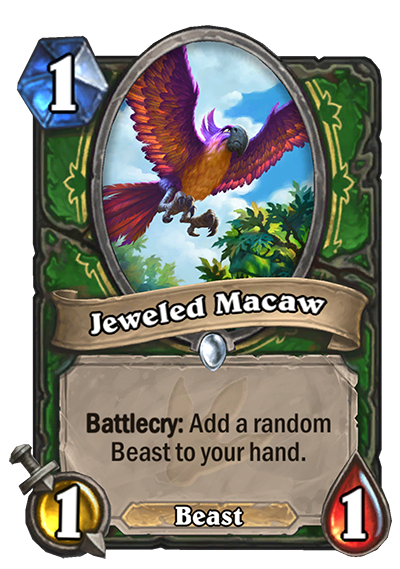 1
Jeweled Macaw
Battlecry: Add a random
Beast to your hand.
1
Beast
1